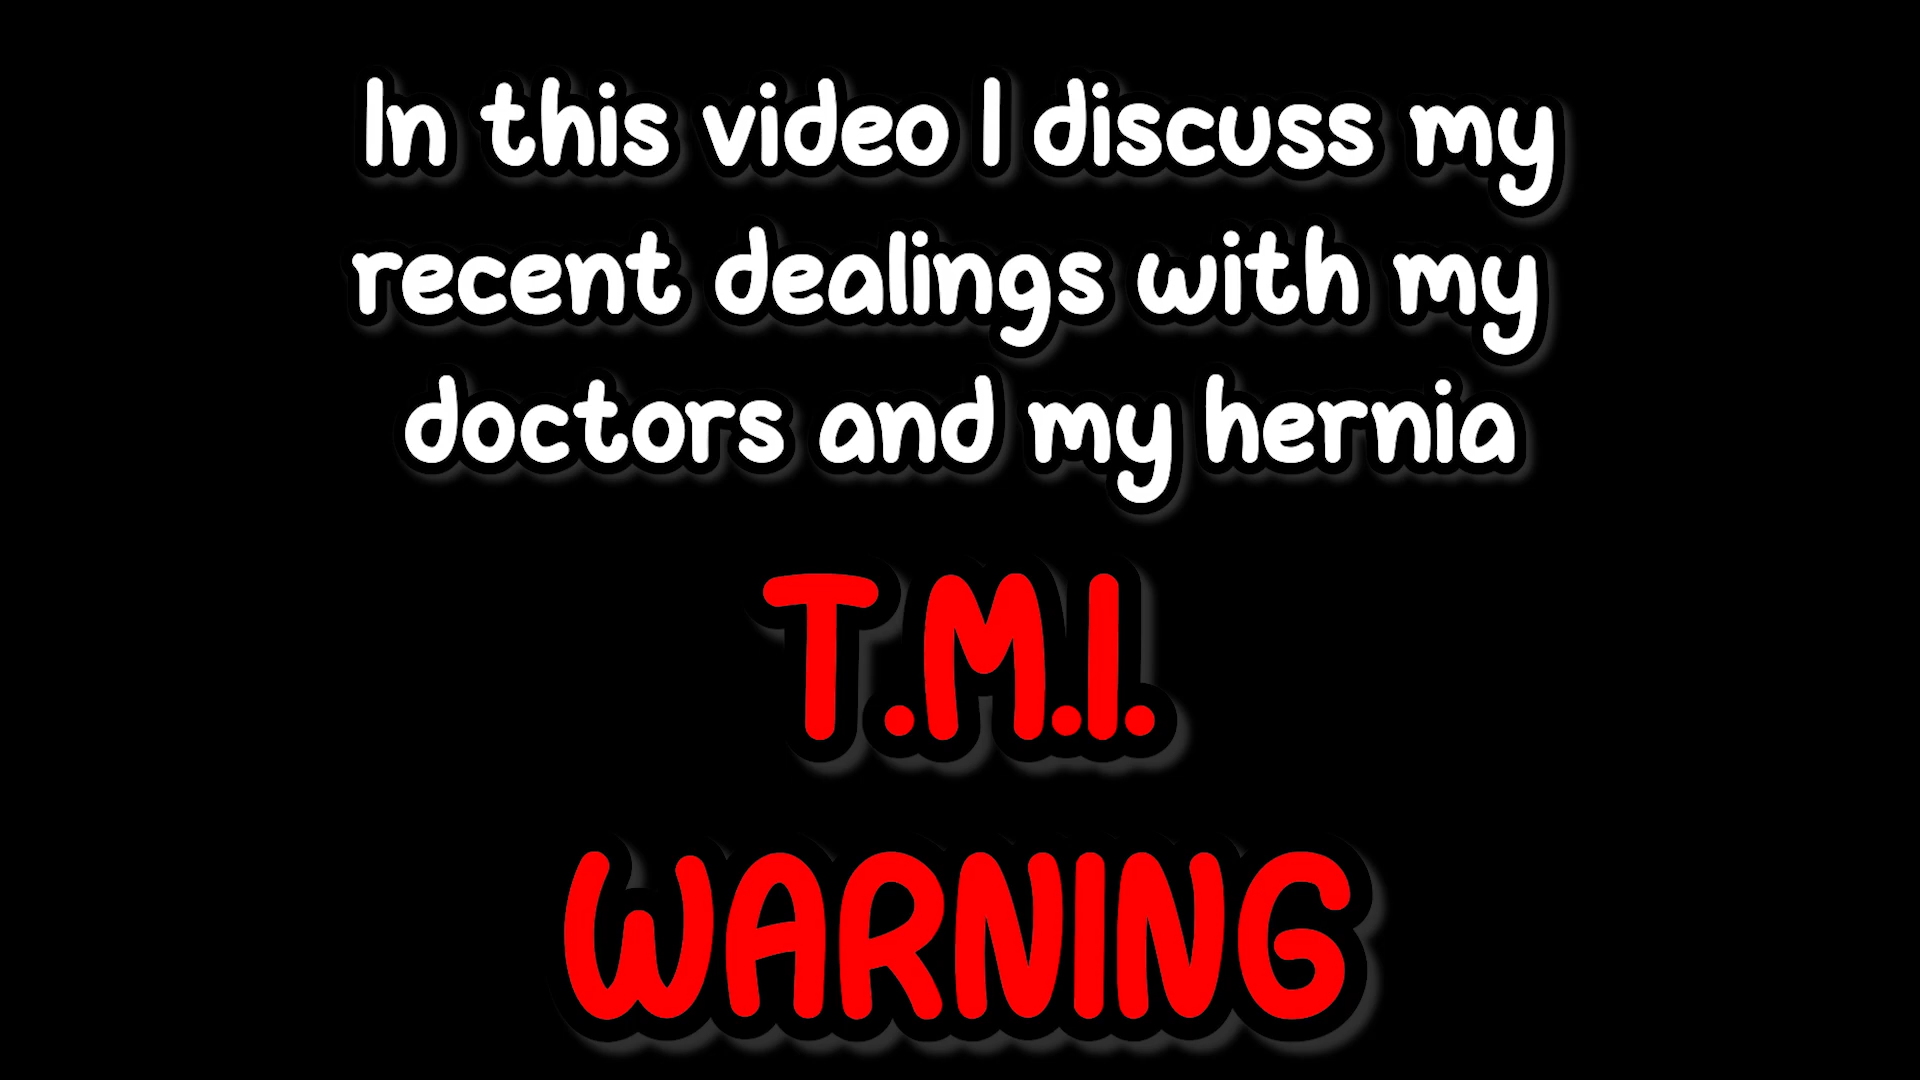 In this video I discuss my
recent dealings with my
doctors and my hernia
T.M.I.
WARNING